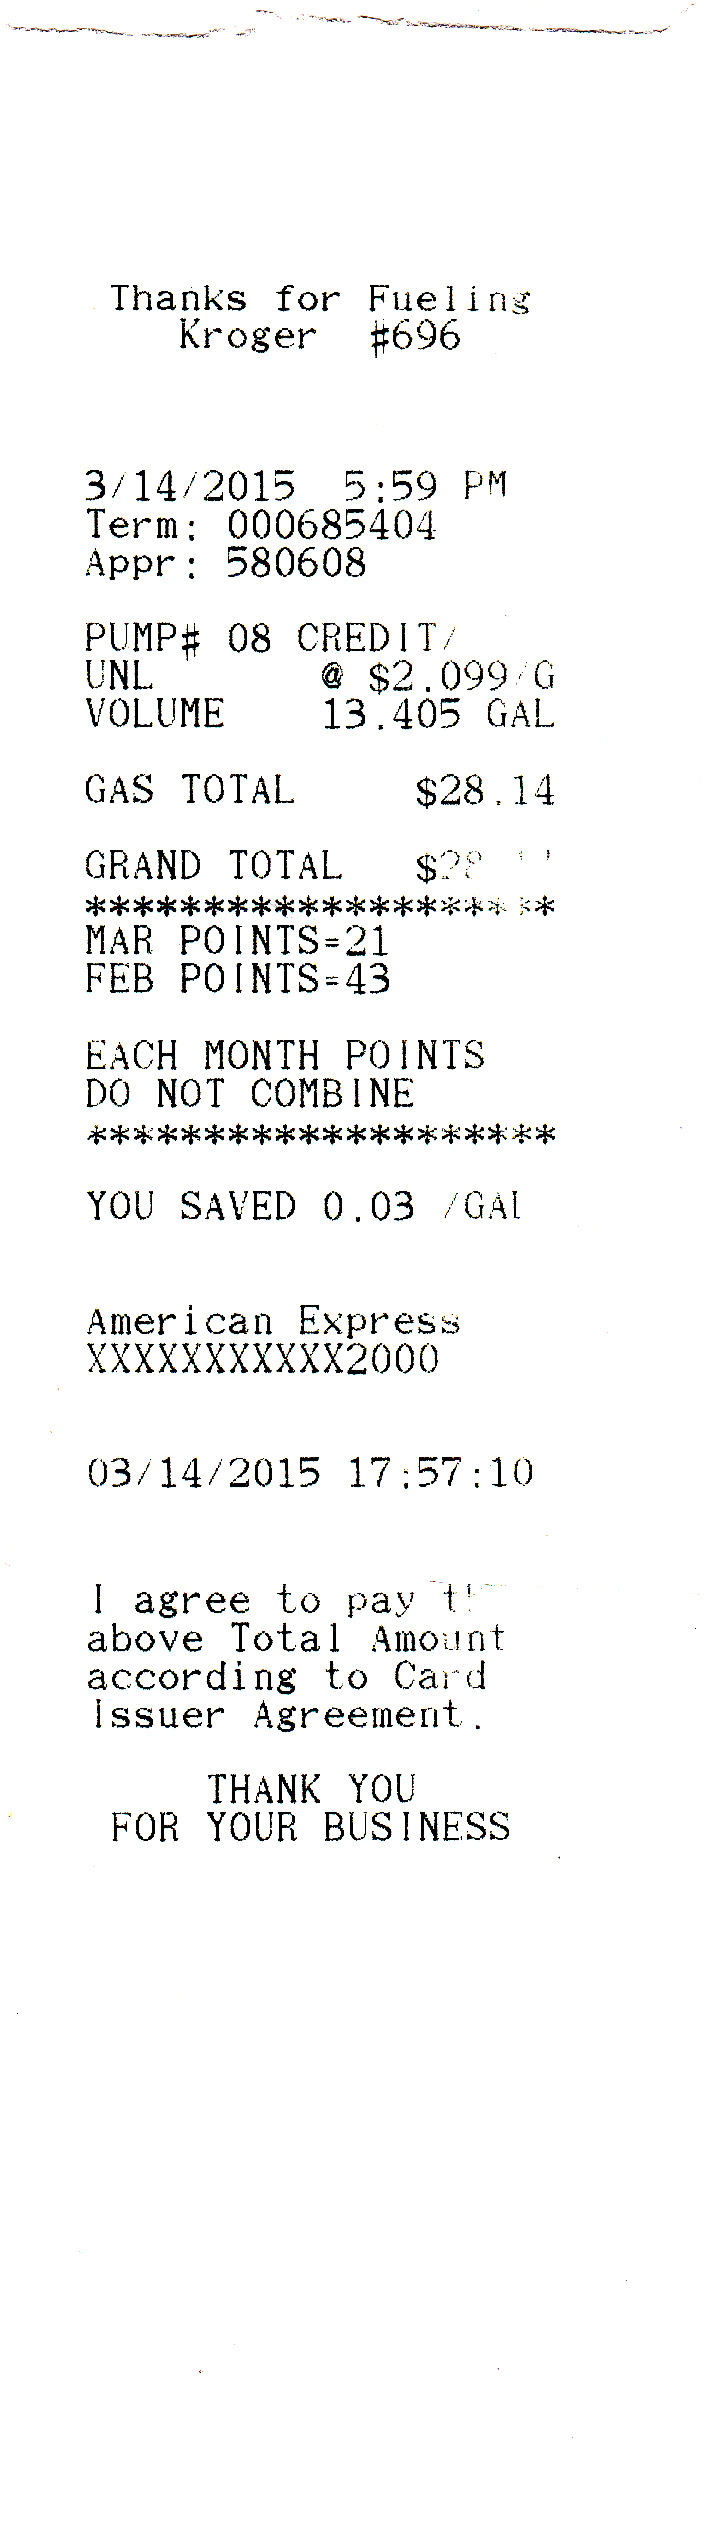 Thanks for Fueling
Kroger #696
3/14/2015 5:59 PM
Term: 000685404
Appr: 580608
PUMP# 08 CREDIT/
UNL @ $2.099/G
VOLUME 13.405 GAL
GAS TOTAL $28.14
GRAND TOTAL
********************
MAR POINTS=21
FEB POINTS=43
EACH MONTH POINTS
DO NOT COMBINE
********************
YOU SAVED 0.03 /GAL
American Express
XXXXXXXXXXX2000
03/14/2015 17:57:10
I agree to pay
above Total Amount
according to Card
Issuer Agreement.
THANK YOU
FOR YOUR BUSINESS